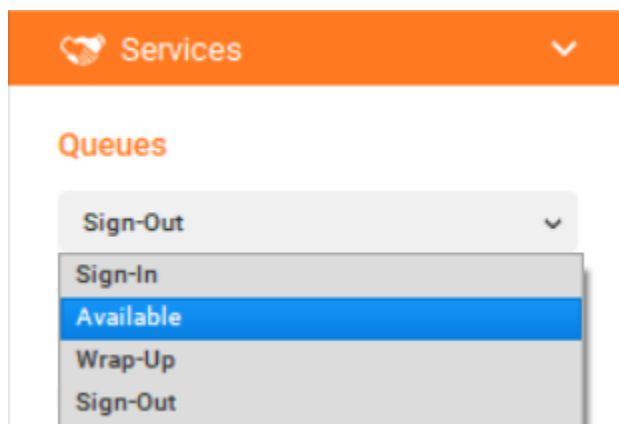 Services
Queues
Sign-Out
Sign-In
Available
Wrap-Up
Sign-Out